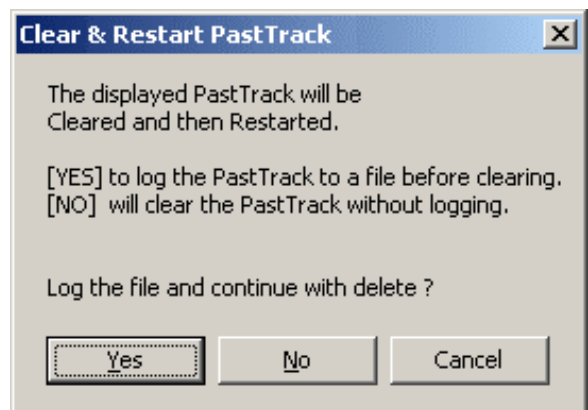 Clear & Restart PastTrack
The displayed PastTrack will be
Cleared and then Restarted.
[YES] to log the PastTrack to a file before clearing.
[NO] will clear the PastTrack without logging.
Log the file and continue with delete ?
Yes
No
Cancel